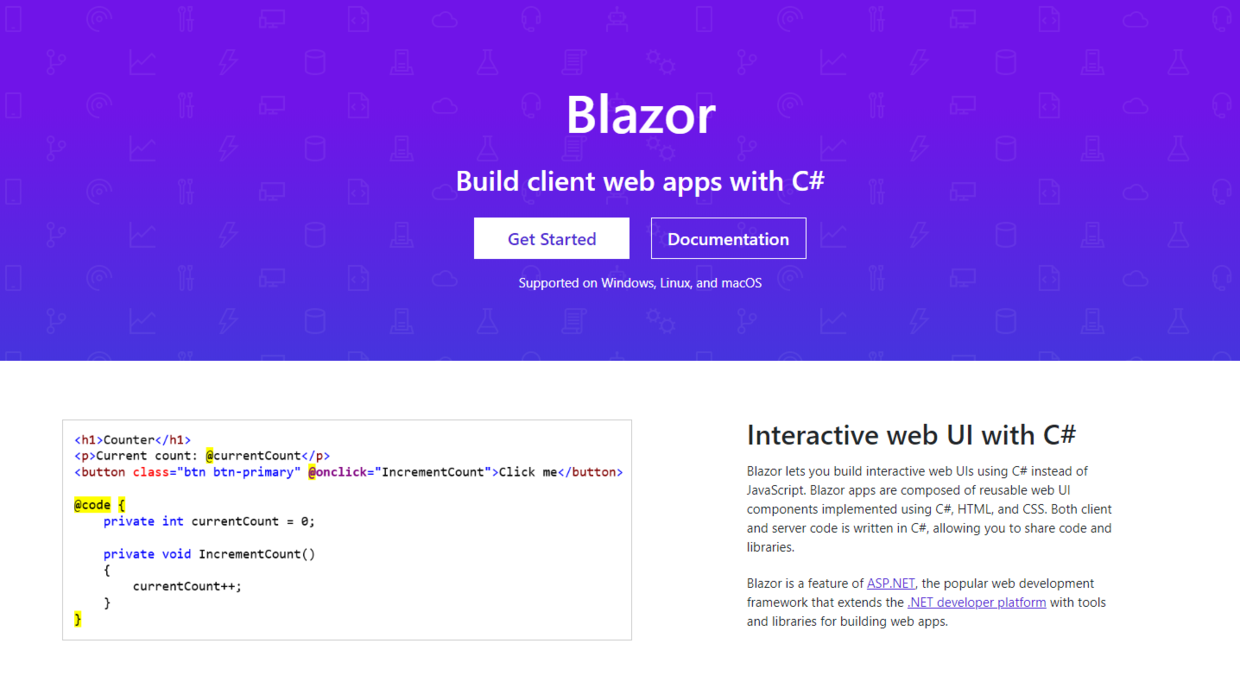 Blazor
Build client web apps with C#
Get Started
Documentation
Supported on Windows, Linux, and macOS
<h1>Counter</h1>
<p>Current count: @currentCount</p>
<button class="btn btn-primary" @onclick="IncrementCount">Click me</button>
@code {
    private int currentCount = 0;
    private void IncrementCount()
    {
        currentCount++;
    }
}
Interactive web UI with C#
Blazor lets you build interactive web UIs using C# instead of
JavaScript. Blazor apps are composed of reusable web UI
components implemented using C#, HTML, and CSS. Both client
and server code is written in C#, allowing you to share code and
libraries.
Blazor is a feature of ASP.NET, the popular web development
framework that extends the .NET developer platform with tools
and libraries for building web apps.